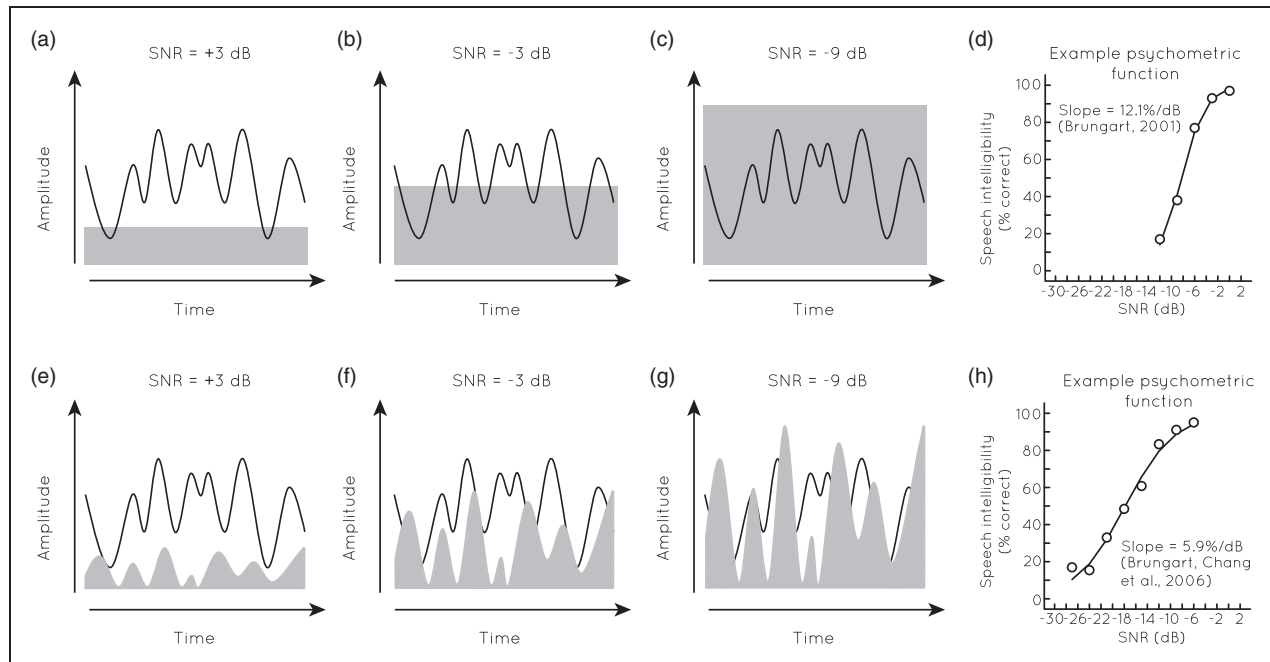 (a)
SNR = +3 dB
Amplitude
Time
(b)
SNR = -3 dB
Amplitude
Time
(c)
SNR = -9 dB
Amplitude
Time
(d)
Example psychometric
function
Speech intelligibility
(% correct)
100
80
60
40
20
0
Slope = 12.1%/dB
(Brungart, 2001)
-30 -26 -22 -18 -14 -10 -6 -2 2
SNR (dB)
(e)
SNR = +3 dB
Amplitude
Time
(f)
SNR = -3 dB
Amplitude
Time
(g)
SNR = -9 dB
Amplitude
Time
(h)
Example psychometric
function
Speech intelligibility
(% correct)
100
80
60
40
20
0
Slope = 5.9%/dB
(Brungart, Chang
et al., 2006)
-30 -26 -22 -18 -14 -10 -6 -2 2
SNR (dB)